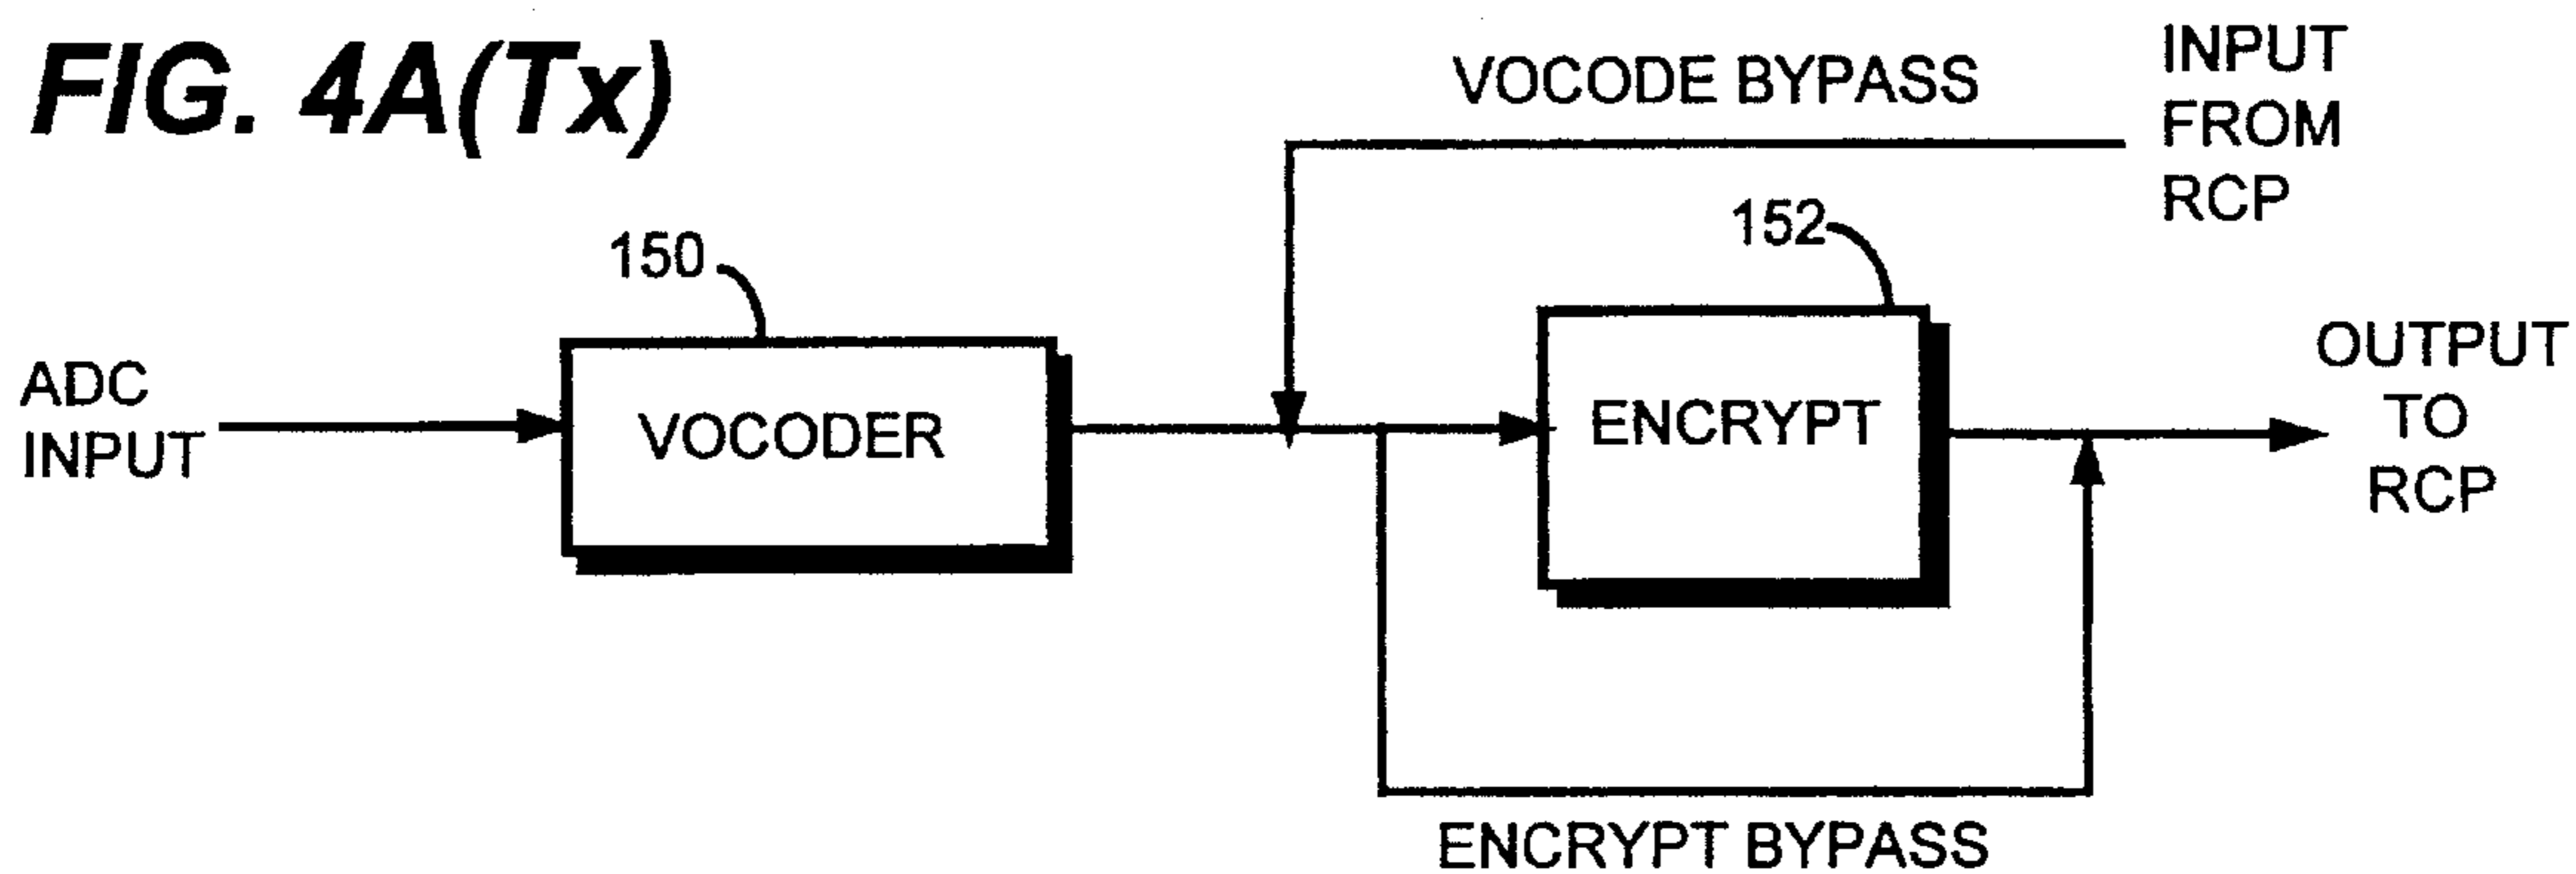 FIG. 4A(Tx)
VOCODE BYPASS
INPUT
FROM
RCP
150
152
ADC
INPUT
VOCODER
ENCRYPT
OUTPUT
TO
RCP
ENCRYPT BYPASS